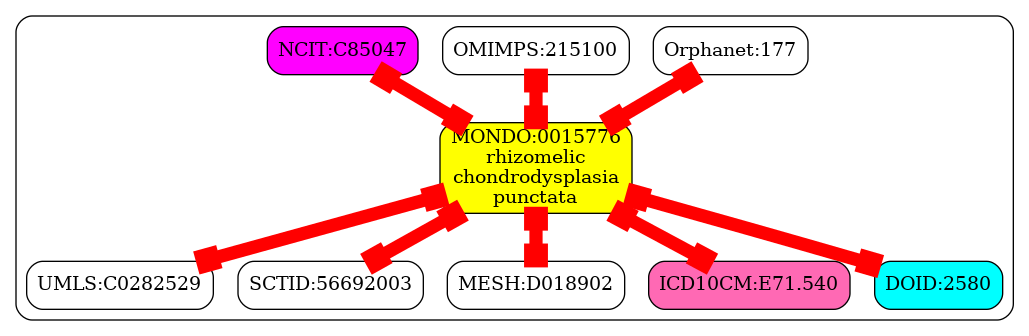 NCIT:C85047
OMIMPS:215100
Orphanet:177
MONDO:0015776
rhizomelic
chondrodysplasia
punctata
UMLS:C0282529
SCTID:56692003
MESH:D018902
ICD10CM:E71.540
DOID:2580